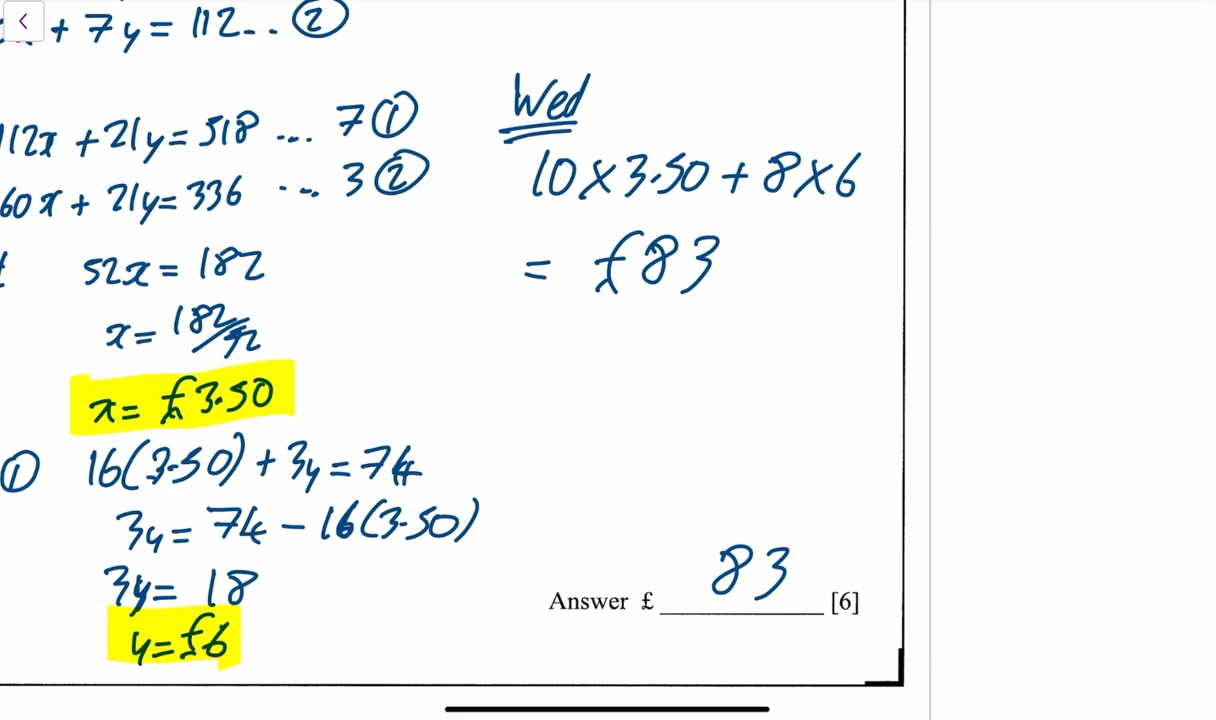 + 7y = 112 .. ②
112x + 21y = 518 ... 7①
60x + 21y = 336 ... 3②
52x = 182
x = 182/52
x = £3.50
① 16(3.50) + 3y = 74
3y = 74 - 16(3.50)
3y = 18
y = £6
Wed
10 x 3.50 + 8 x 6
= £83
83
Answer £ ________ [6]